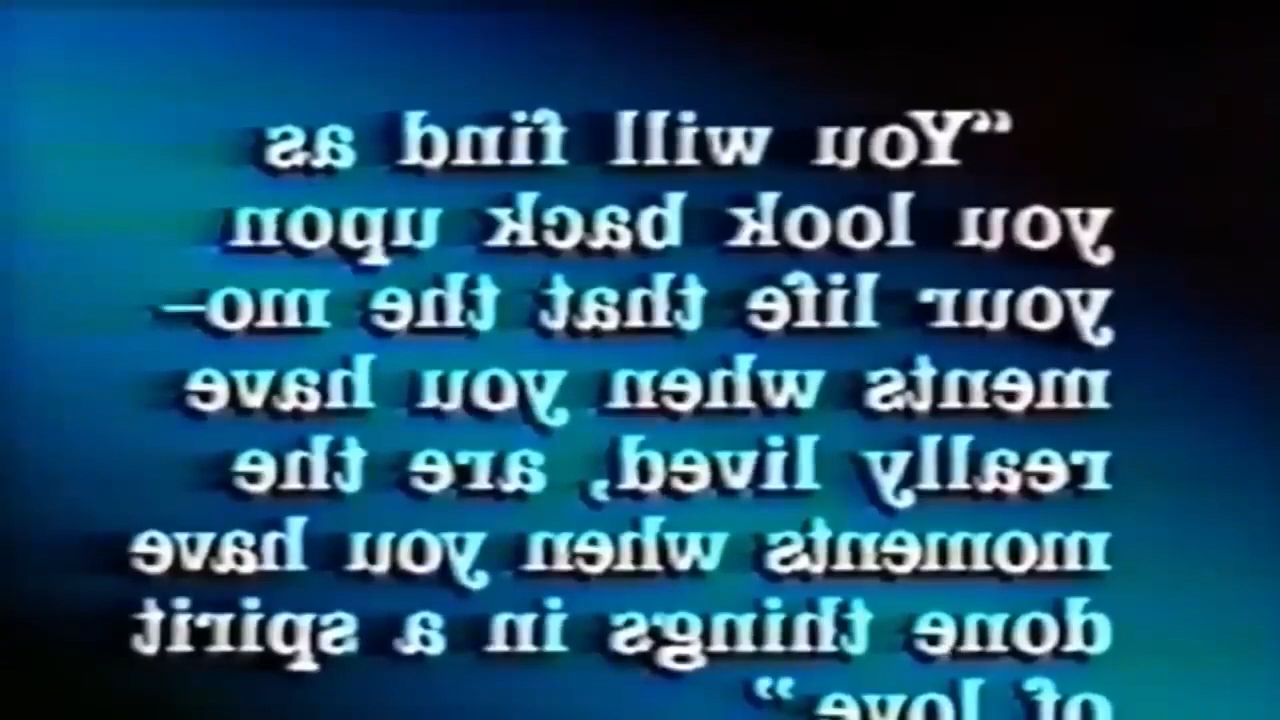 “You will find as
you look back upon
your life that the mo-
ments when you have
really lived, are the
moments when you have
done things in a spirit
of love”